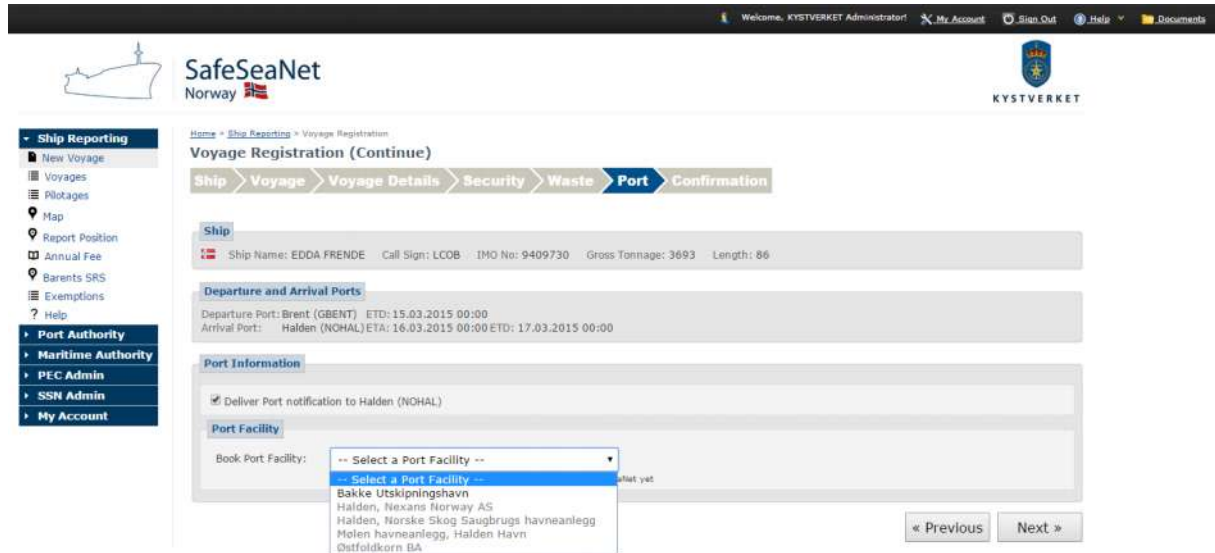 Welcome, KYSTVERKET Administrator! My Account Sign Out Help Documents
SafeSeaNet
Norway
KYSTVERKET
Ship Reporting
New Voyage
Voyages
Pilotages
Map
Report Position
Annual Fee
Barents SRS
Exemptions
? Help
Port Authority
Maritime Authority
PEC Admin
SSN Admin
My Account
Home » Ship Reporting » Voyage Registration
Voyage Registration (Continue)
Ship Voyage Voyage Details Security Waste Port Confirmation
Ship
Ship Name: EDDA FRENDE Call Sign: LCOB IMO No: 9409730 Gross Tonnage: 3693 Length: 86
Departure and Arrival Ports
Departure Port: Brent (GBENT) ETD: 15.03.2015 00:00
Arrival Port: Halden (NOHAL) ETA: 16.03.2015 00:00 ETD: 17.03.2015 00:00
Port Information
Deliver Port notification to Halden (NOHAL)
Port Facility
Book Port Facility: -- Select a Port Facility --
-- Select a Port Facility --
yet
Bakke Utskipningshavn
Halden, Nexans Norway AS
Halden, Norske Skog Saugbrugs havneanlegg
Mølen havneanlegg, Halden Havn
Østfoldkorn BA
« Previous Next »